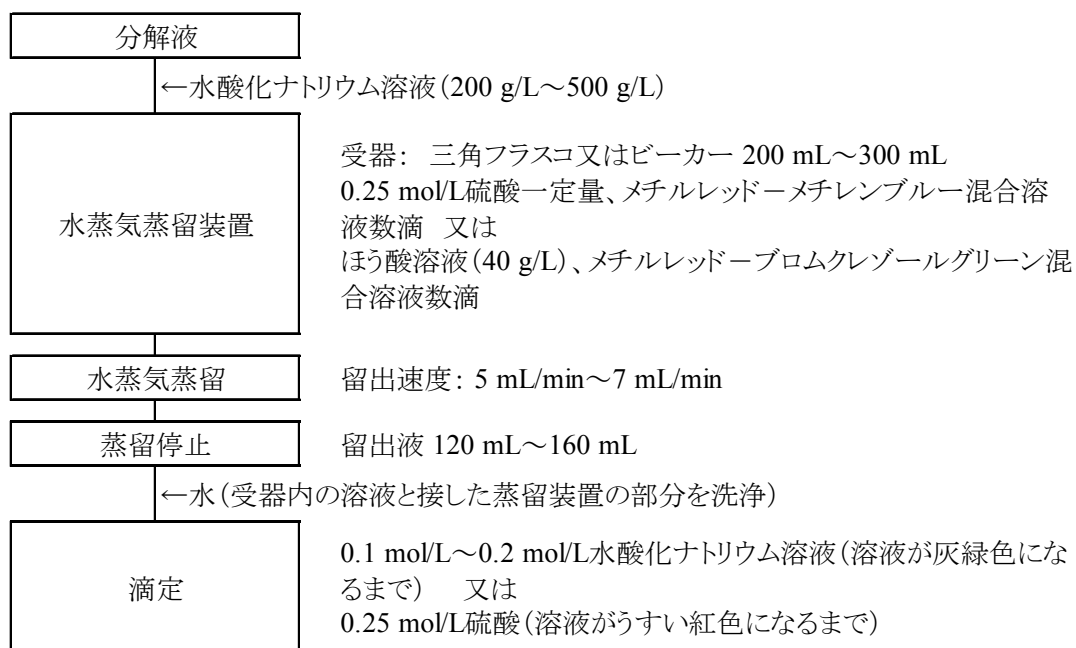 分解液
←水酸化ナトリウム溶液(200 g/L～500 g/L)
水蒸気蒸留装置
受器： 三角フラスコ又はビーカー 200 mL～300 mL
0.25 mol/L硫酸一定量、メチルレッド－メチレンブルー混合溶
液数滴 又は
ほう酸溶液(40 g/L)、メチルレッド－ブロムクレゾールグリーン混
合溶液数滴
水蒸気蒸留
留出速度： 5 mL/min～7 mL/min
蒸留停止
留出液 120 mL～160 mL
←水(受器内の溶液と接した蒸留装置の部分を洗浄)
滴定
0.1 mol/L～0.2 mol/L水酸化ナトリウム溶液(溶液が灰緑色にな
るまで) 又は
0.25 mol/L硫酸(溶液がうすい紅色になるまで)